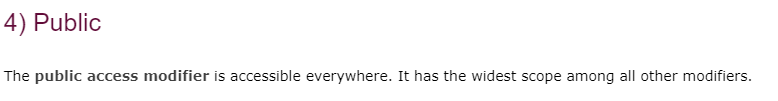 4) Public
The public access modifier is accessible everywhere. It has the widest scope among all other modifiers.